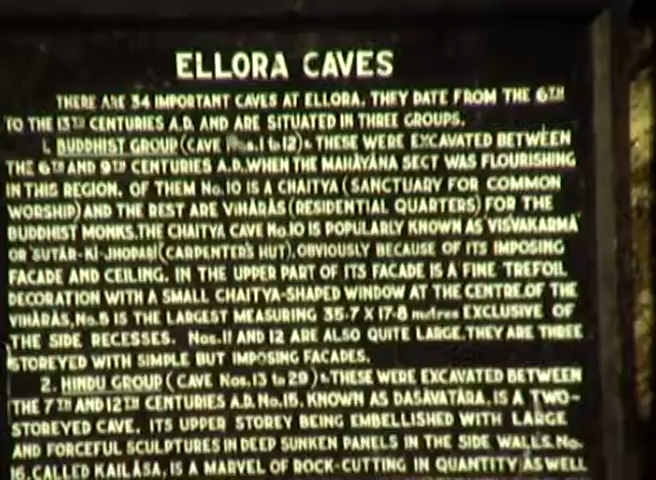 ELLORA CAVES
THERE ARE 34 IMPORTANT CAVES AT ELLORA. THEY DATE FROM THE 6TH
TO THE 13TH CENTURIES A.D. AND ARE SITUATED IN THREE GROUPS.
1. BUDDHIST GROUP (CAVE Nos. 1 to 12):- THESE WERE EXCAVATED BETWEEN
THE 6TH AND 9TH CENTURIES A.D. WHEN THE MAHĀYĀNA SECT WAS FLOURISHING
IN THIS REGION. OF THEM No. 10 IS A CHAITYA (SANCTUARY FOR COMMON
WORSHIP) AND THE REST ARE VIHĀRĀS (RESIDENTIAL QUARTERS) FOR THE
BUDDHIST MONKS. THE CHAITYA CAVE No. 10 IS POPULARLY KNOWN AS 'VISVAKARMA'
OR 'SUTĀR-KI-JHOPARI (CARPENTER'S HUT), OBVIOUSLY BECAUSE OF ITS IMPOSING
FACADE AND CEILING. IN THE UPPER PART OF ITS FACADE IS A FINE TREFOIL
DECORATION WITH A SMALL CHAITYA-SHAPED WINDOW AT THE CENTRE. OF THE
VIHĀRĀS, No. 5 IS THE LARGEST MEASURING 35·7 X 17·8 metres EXCLUSIVE OF
THE SIDE RECESSES. Nos. 11 AND 12 ARE ALSO QUITE LARGE. THEY ARE THREE
STOREYED WITH SIMPLE BUT IMPOSING FACADES.
2. HINDU GROUP (CAVE Nos. 13 to 29):- THESE WERE EXCAVATED BETWEEN
THE 7TH AND 12TH CENTURIES A.D. No. 15, KNOWN AS DASĀVATĀRA, IS A TWO-
STOREYED CAVE, ITS UPPER STOREY BEING EMBELLISHED WITH LARGE
AND FORCEFUL SCULPTURES IN DEEP SUNKEN PANELS IN THE SIDE WALLS. No.
16, CALLED KAILĀSA, IS A MARVEL OF ROCK-CUTTING IN QUANTITY AS WELL